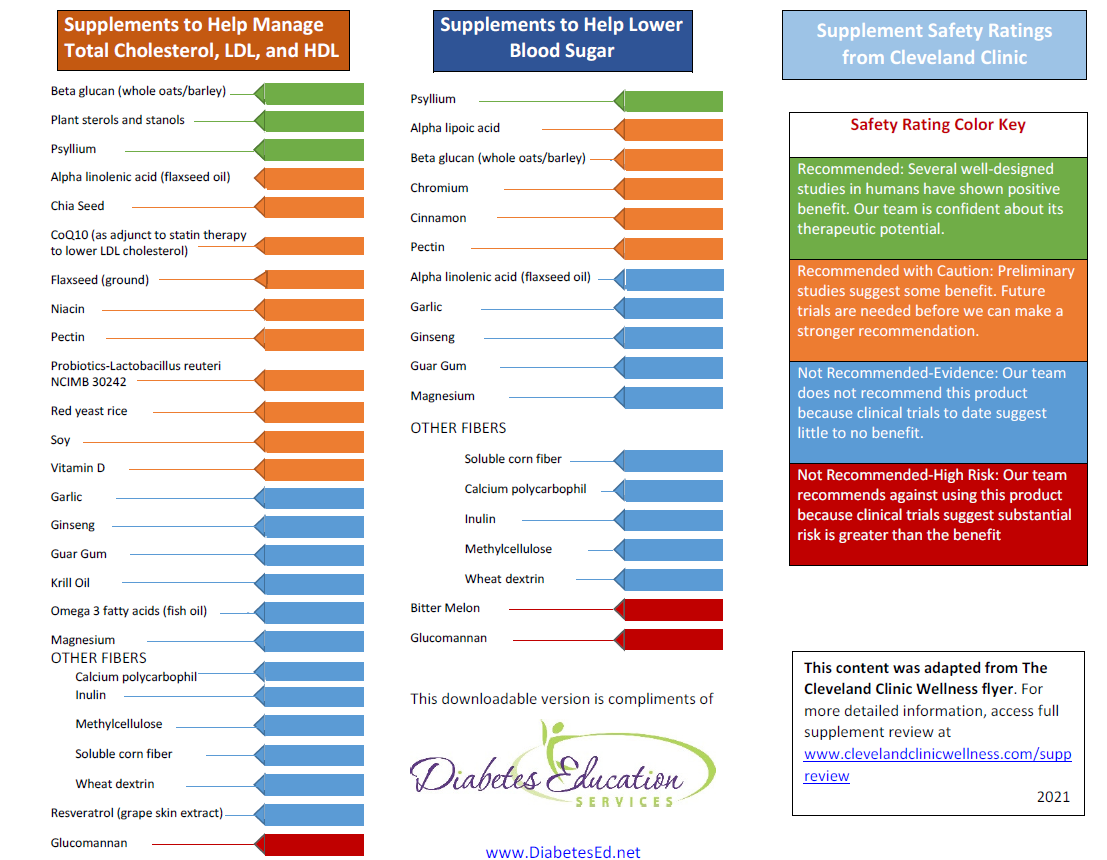 Supplements to Help Manage
Total Cholesterol, LDL, and HDL
Beta glucan (whole oats/barley)
Plant sterols and stanols
Psyllium
Alpha linolenic acid (flaxseed oil)
Chia Seed
CoQ10 (as adjunct to statin therapy
to lower LDL cholesterol)
Flaxseed (ground)
Niacin
Pectin
Probiotics-Lactobacillus reuteri
NCIMB 30242
Red yeast rice
Soy
Vitamin D
Garlic
Ginseng
Guar Gum
Krill Oil
Omega 3 fatty acids (fish oil)
Magnesium
OTHER FIBERS
Calcium polycarbophil
Inulin
Methylcellulose
Soluble corn fiber
Wheat dextrin
Resveratrol (grape skin extract)
Glucomannan
Supplements to Help Lower
Blood Sugar
Psyllium
Alpha lipoic acid
Beta glucan (whole oats/barley)
Chromium
Cinnamon
Pectin
Alpha linolenic acid (flaxseed oil)
Garlic
Ginseng
Guar Gum
Magnesium
OTHER FIBERS
Soluble corn fiber
Calcium polycarbophil
Inulin
Methylcellulose
Wheat dextrin
Bitter Melon
Glucomannan
This downloadable version is compliments of
Diabetes Education
SERVICES
www.DiabetesEd.net
Supplement Safety Ratings
from Cleveland Clinic
Safety Rating Color Key
Recommended: Several well-designed
studies in humans have shown positive
benefit. Our team is confident about its
therapeutic potential.
Recommended with Caution: Preliminary
studies suggest some benefit. Future
trials are needed before we can make a
stronger recommendation.
Not Recommended-Evidence: Our team
does not recommend this product
because clinical trials to date suggest
little to no benefit.
Not Recommended-High Risk: Our team
recommends against using this product
because clinical trials suggest substantial
risk is greater than the benefit
This content was adapted from The
Cleveland Clinic Wellness flyer. For
more detailed information, access full
supplement review at
www.clevelandclinicwellness.com/supp
review
2021